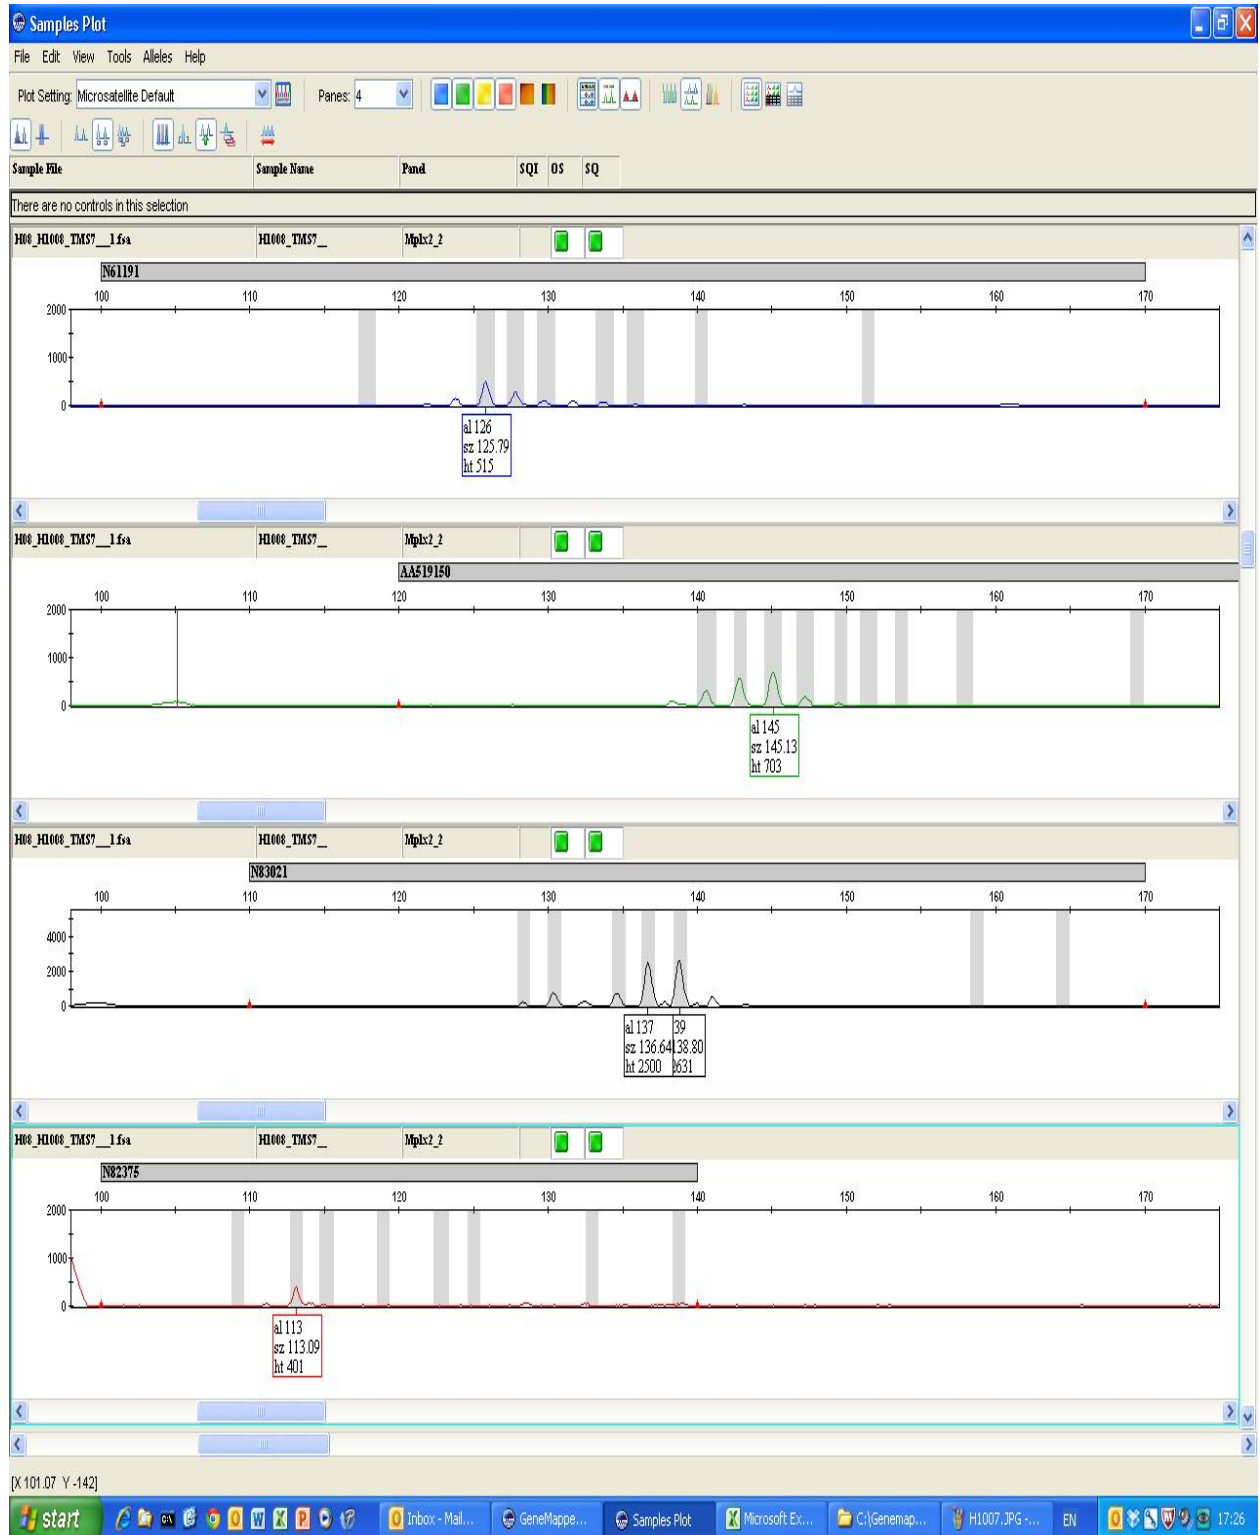 Samples Plot
File Edit View Tools Alleles Help
Plot Setting: Microsatellite Default Panes: 4
Sample File Sample Name Panel SQI OS SQ
There are no controls in this selection
H08_H1008_TMS7__1.fsa H1008_TMS7__ Mplx2_2
N61191
100 110 120 130 140 150 160 170
2000
1000
0
al 126
sz 125.79
ht 515
H08_H1008_TMS7__1.fsa H1008_TMS7__ Mplx2_2
AA519150
100 110 120 130 140 150 160 170
2000
1000
0
al 145
sz 145.13
ht 703
H08_H1008_TMS7__1.fsa H1008_TMS7__ Mplx2_2
N83021
100 110 120 130 140 150 160 170
4000
2000
0
al 137 39
sz 136.64 138.80
ht 2500 2631
H08_H1008_TMS7__1.fsa H1008_TMS7__ Mplx2_2
N82375
100 110 120 130 140 150 160 170
2000
1000
0
al 113
sz 113.09
ht 401
[X 101.07 Y -142]
start Inbox - Mail... GeneMappe... Samples Plot Microsoft Ex... C:\Genemap... H1007.JPG -... EN 17:26